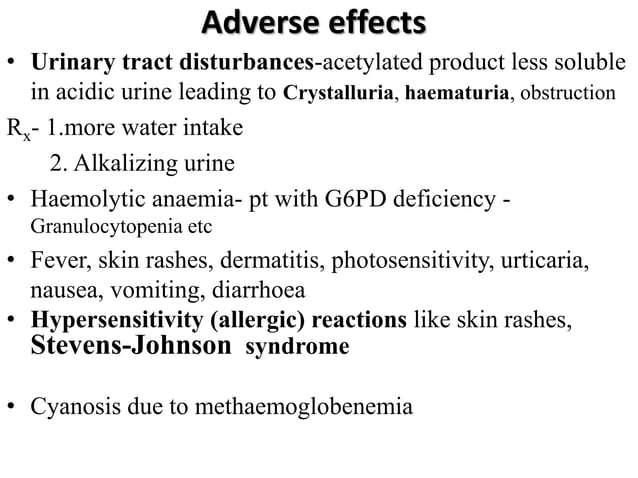 Adverse effects
• Urinary tract disturbances-acetylated product less soluble
in acidic urine leading to Crystalluria, haematuria, obstruction
Rx- 1.more water intake
2. Alkalizing urine
• Haemolytic anaemia- pt with G6PD deficiency -
Granulocytopenia etc
• Fever, skin rashes, dermatitis, photosensitivity, urticaria,
nausea, vomiting, diarrhoea
• Hypersensitivity (allergic) reactions like skin rashes,
Stevens-Johnson syndrome
• Cyanosis due to methaemoglobenemia